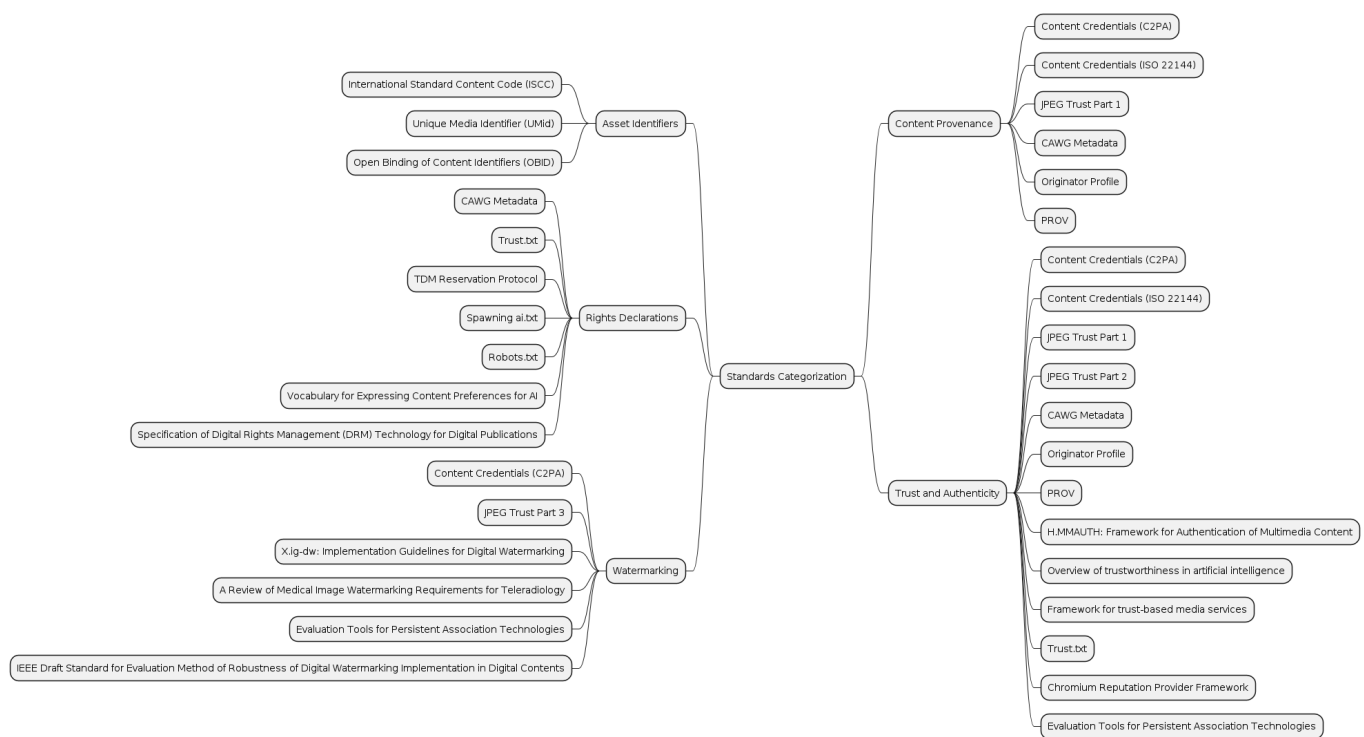 Standards Categorization
Content Provenance
Content Credentials (C2PA)
Content Credentials (ISO 22144)
JPEG Trust Part 1
CAWG Metadata
Originator Profile
PROV
Trust and Authenticity
Content Credentials (C2PA)
Content Credentials (ISO 22144)
JPEG Trust Part 1
JPEG Trust Part 2
CAWG Metadata
Originator Profile
PROV
H.MMAUTH: Framework for Authentication of Multimedia Content
Overview of trustworthiness in artificial intelligence
Framework for trust-based media services
Trust.txt
Chromium Reputation Provider Framework
Evaluation Tools for Persistent Association Technologies
Asset Identifiers
International Standard Content Code (ISCC)
Unique Media Identifier (UMid)
Open Binding of Content Identifiers (OBID)
Rights Declarations
CAWG Metadata
Trust.txt
TDM Reservation Protocol
Spawning ai.txt
Robots.txt
Vocabulary for Expressing Content Preferences for AI
Specification of Digital Rights Management (DRM) Technology for Digital Publications
Watermarking
Content Credentials (C2PA)
JPEG Trust Part 3
X.ig-dw: Implementation Guidelines for Digital Watermarking
A Review of Medical Image Watermarking Requirements for Teleradiology
Evaluation Tools for Persistent Association Technologies
IEEE Draft Standard for Evaluation Method of Robustness of Digital Watermarking Implementation in Digital Contents